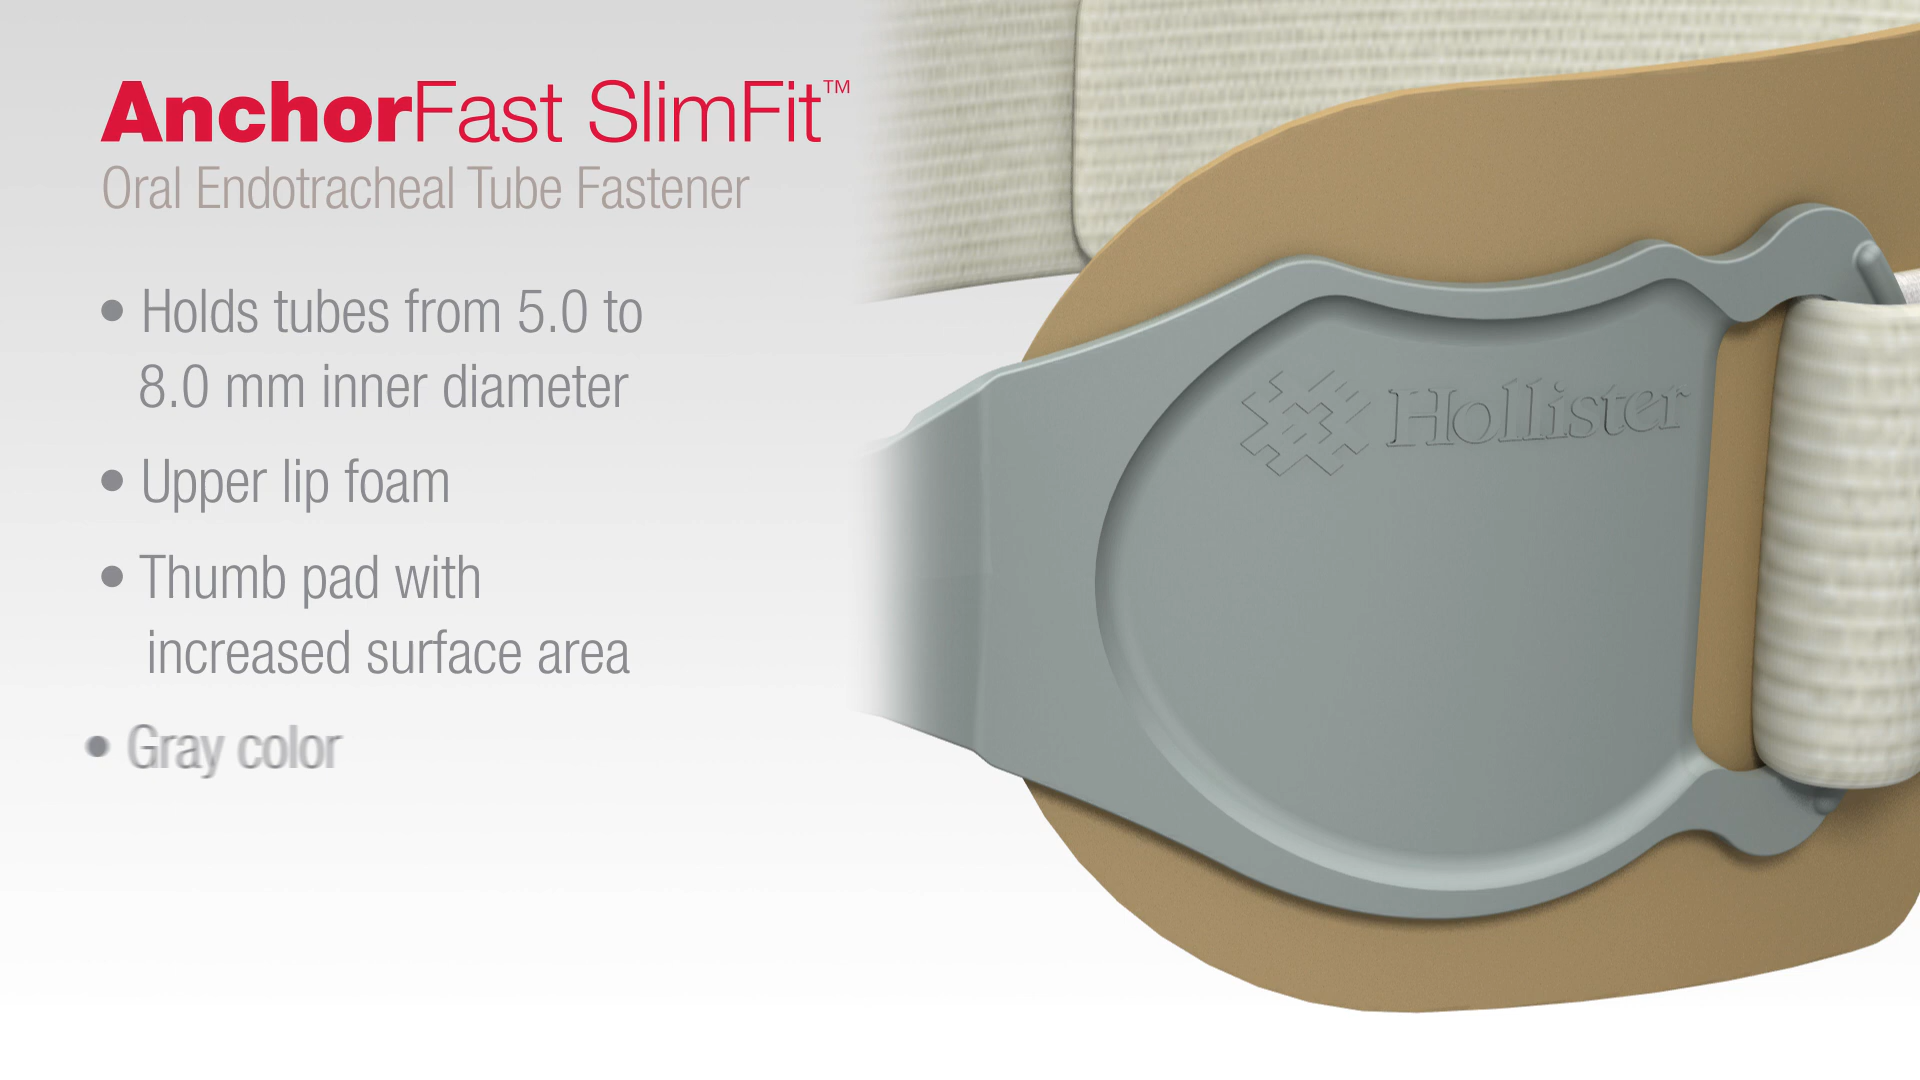 AnchorFast SlimFit™
Oral Endotracheal Tube Fastener
• Holds tubes from 5.0 to
8.0 mm inner diameter
• Upper lip foam
• Thumb pad with
increased surface area
• Gray color
Hollister